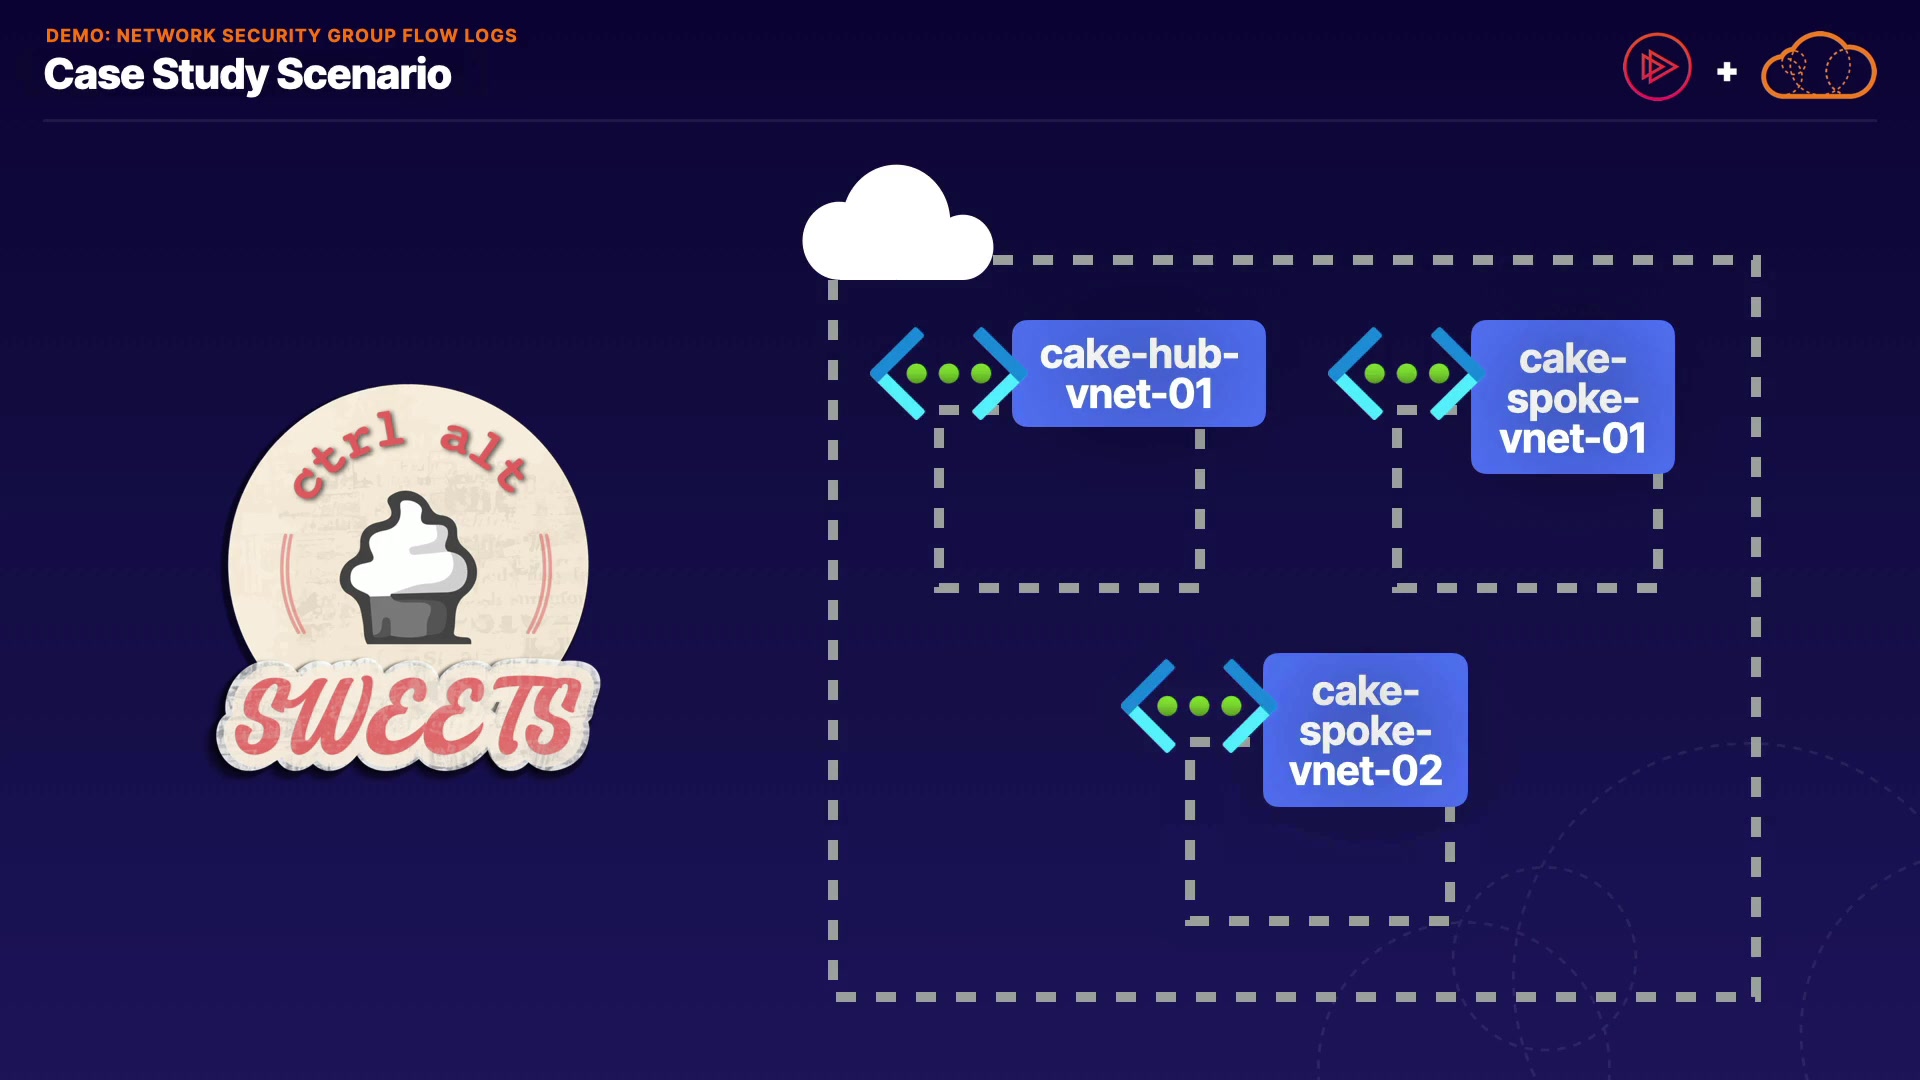 DEMO: NETWORK SECURITY GROUP FLOW LOGS
Case Study Scenario
ctrl alt
SWEETS
cake-hub-
vnet-01
cake-
spoke-
vnet-01
cake-
spoke-
vnet-02